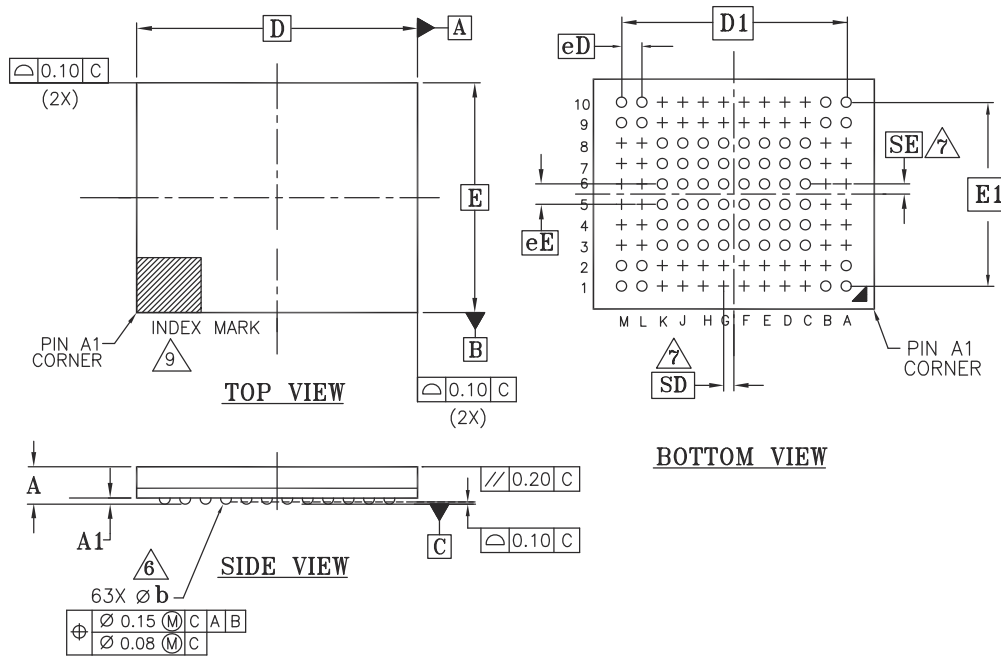 D
A
0.10 C
(2X)
E
INDEX MARK
PIN A1
CORNER
9
B
0.10 C
(2X)
TOP VIEW
D1
eD
10
9
8
7
6
5
4
3
2
1
SE 7
E1
eE
M L K J H G F E D C B A
7
SD
PIN A1
CORNER
BOTTOM VIEW
A
A1
// 0.20 C
C
0.10 C
6
SIDE VIEW
63X Ø b
⌖ Ø 0.15 Ⓜ C A B
Ø 0.08 Ⓜ C